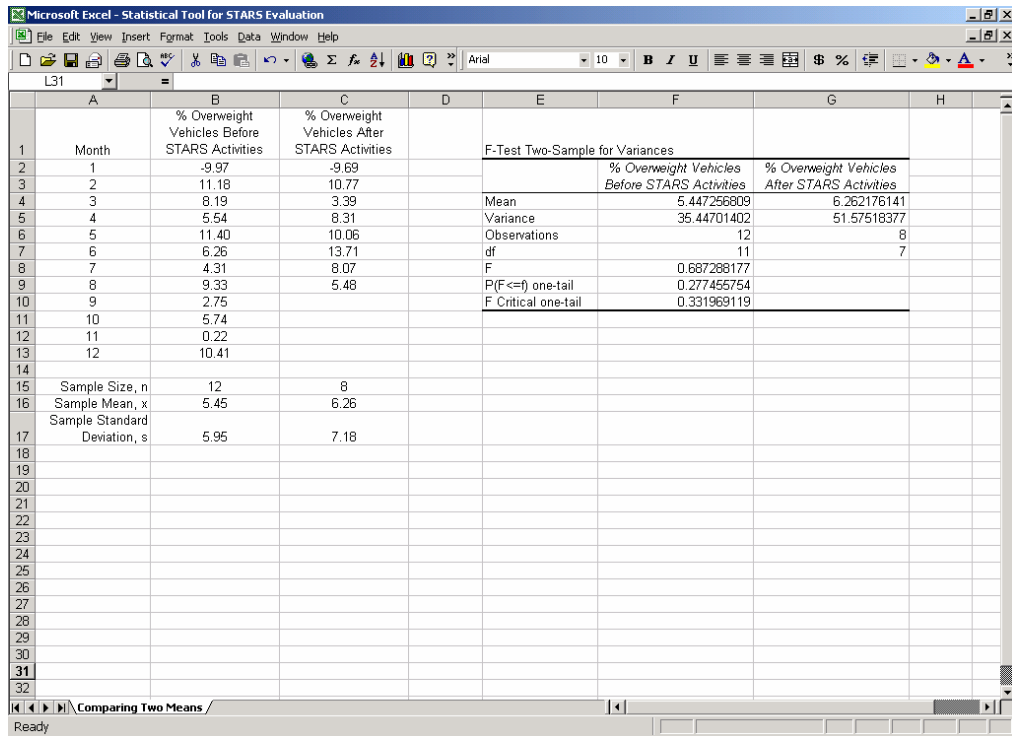 Microsoft Excel - Statistical Tool for STARS Evaluation
File Edit View Insert Format Tools Data Window Help
Arial 10 B I U $ %
L31 =
A B C D E F G H
1 Month % Overweight Vehicles Before STARS Activities % Overweight Vehicles After STARS Activities F-Test Two-Sample for Variances
2 1 -9.97 -9.69 % Overweight Vehicles % Overweight Vehicles
3 2 11.18 10.77 Before STARS Activities After STARS Activities
4 3 8.19 3.39 Mean 5.447256809 6.262176141
5 4 5.54 8.31 Variance 35.44701402 51.57518377
6 5 11.40 10.06 Observations 12 8
7 6 6.26 13.71 df 11 7
8 7 4.31 8.07 F 0.687288177
9 8 9.33 5.48 P(F<=f) one-tail 0.277455754
10 9 2.75 F Critical one-tail 0.331969119
11 10 5.74
12 11 0.22
13 12 10.41
14
15 Sample Size, n 12 8
16 Sample Mean, x 5.45 6.26
17 Sample Standard Deviation, s 5.95 7.18
18
19
20
21
22
23
24
25
26
27
28
29
30
31
32
Comparing Two Means
Ready